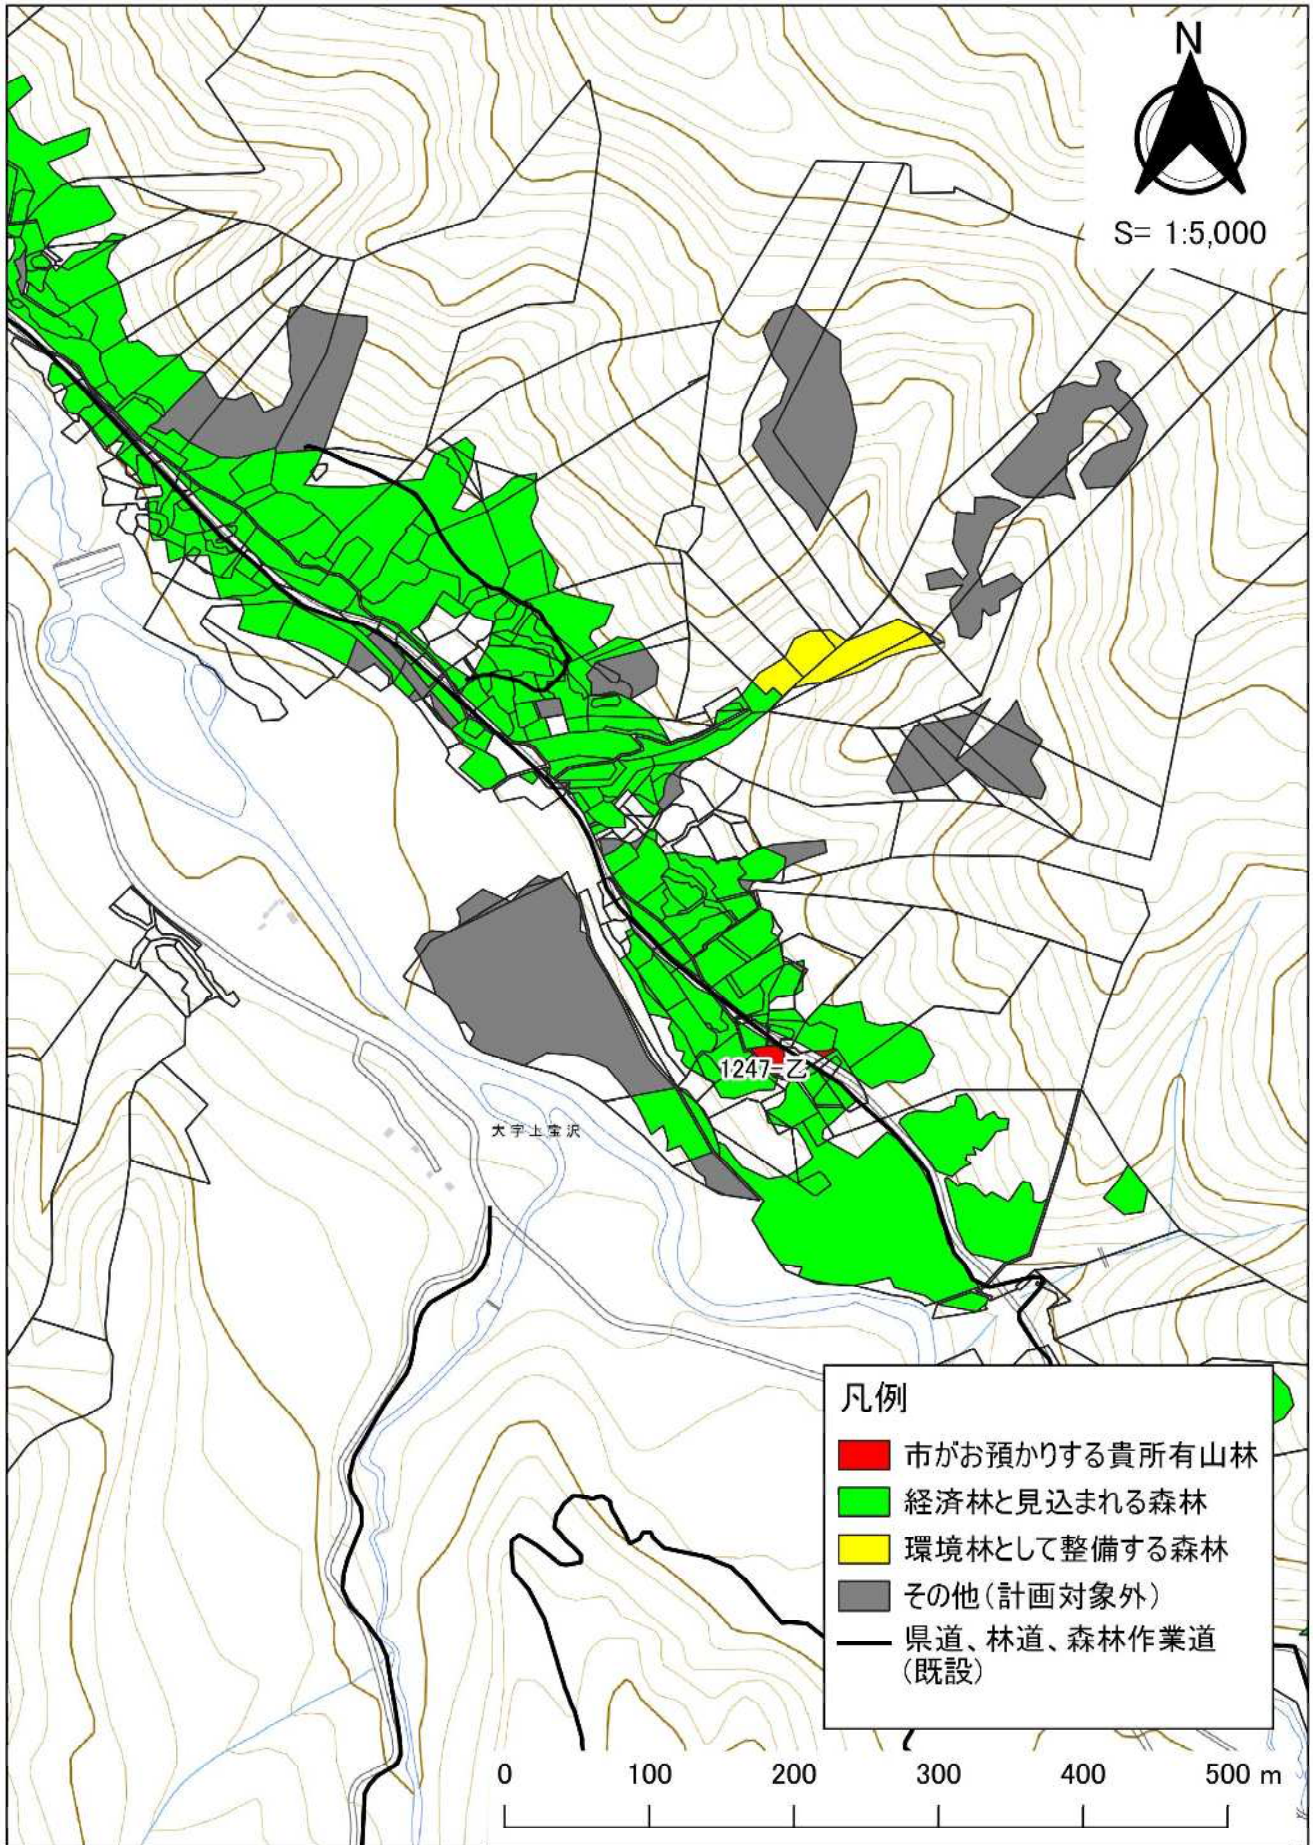 N
S= 1:5,000
1247-乙
大字上宝沢
凡例
市がお預かりする貴所有山林
経済林と見込まれる森林
環境林として整備する森林
その他(計画対象外)
県道、林道、森林作業道
(既設)
0 100 200 300 400 500 m